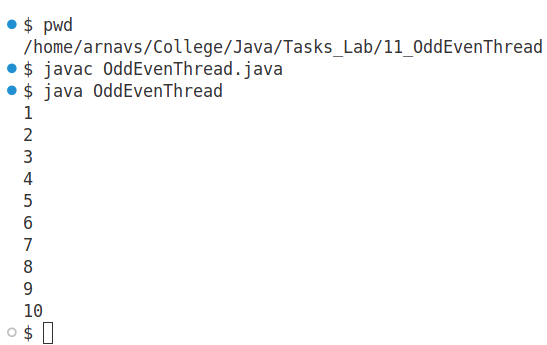 $ pwd
/home/arnavs/College/Java/Tasks_Lab/11_OddEvenThread
$ javac OddEvenThread.java
$ java OddEvenThread
1
2
3
4
5
6
7
8
9
10
$